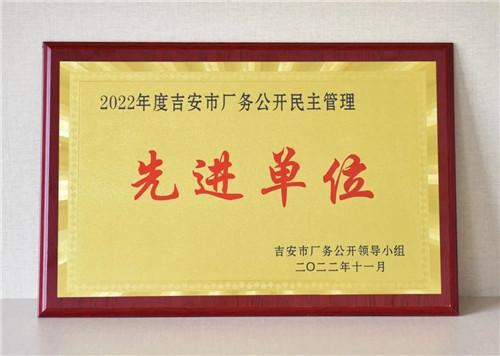 2022年度吉安市厂务公开民主管理
先进单位
吉安市厂务公开领导小组
二〇二二年十一月